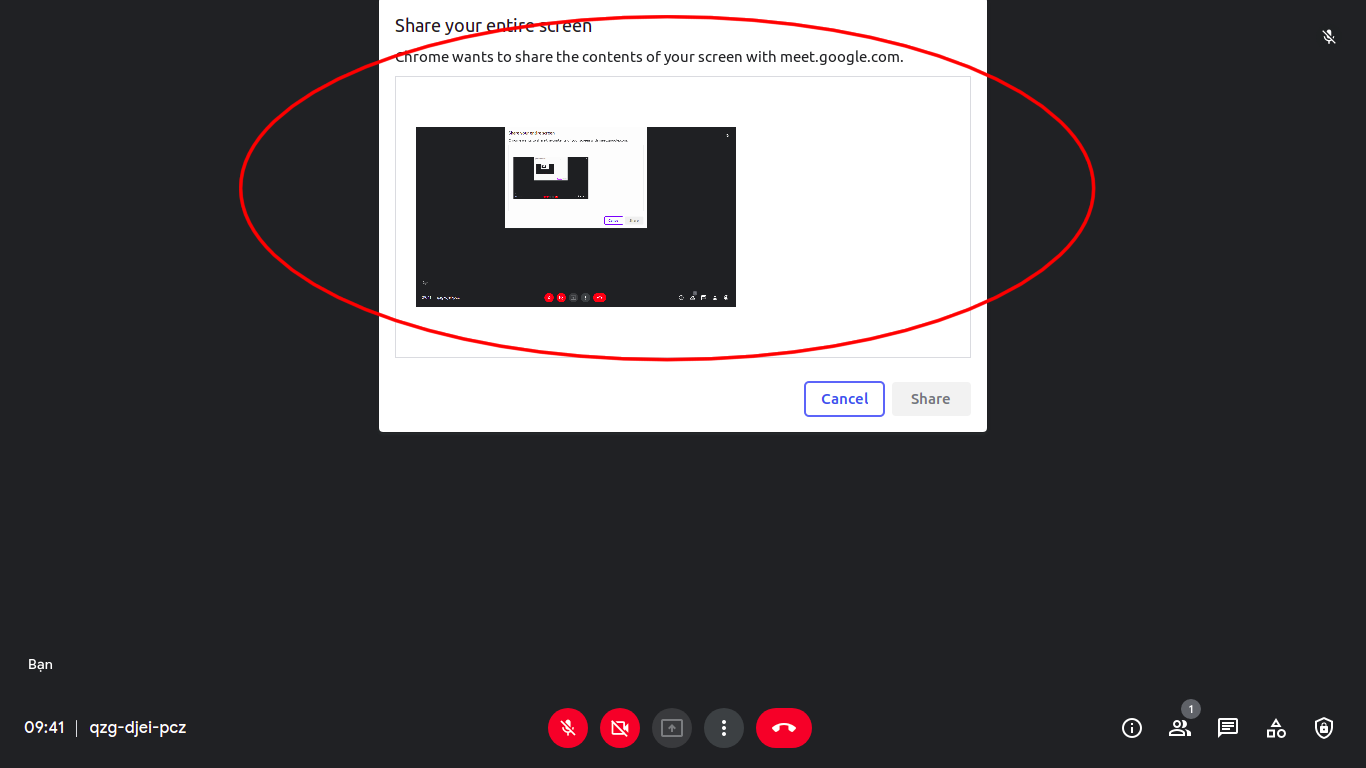 Share your entire screen
Chrome wants to share the contents of your screen with meet.google.com.
Cancel
Share
Bạn
09:41 | qzg-djei-pcz
1